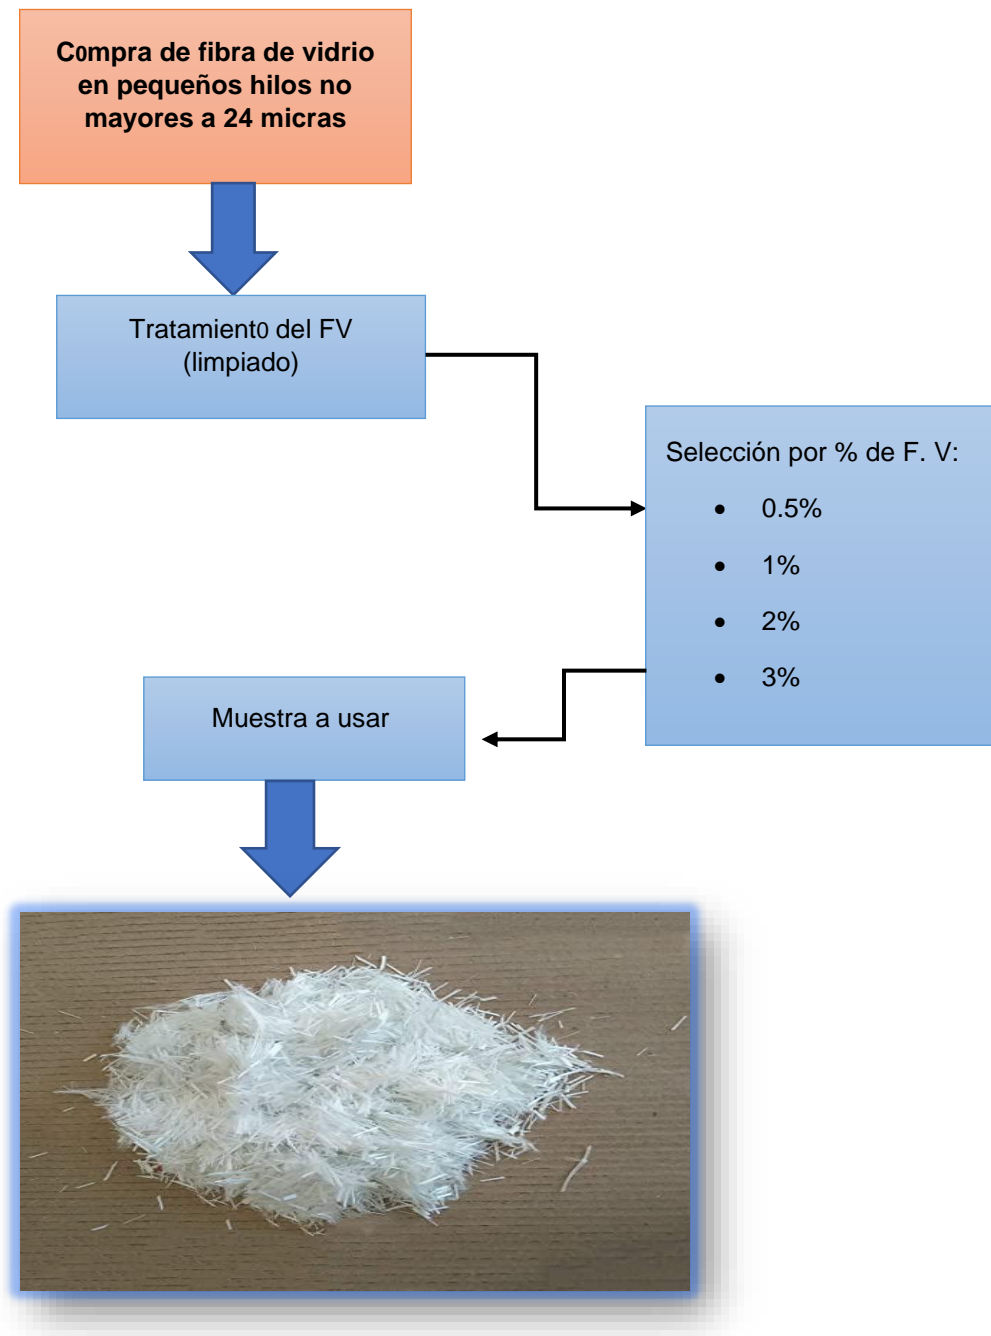 C0mpra de fibra de vidrio
en pequeños hilos no
mayores a 24 micras
Tratamient0 del FV
(limpiado)
Selección por % de F. V:
• 0.5%
• 1%
• 2%
• 3%
Muestra a usar